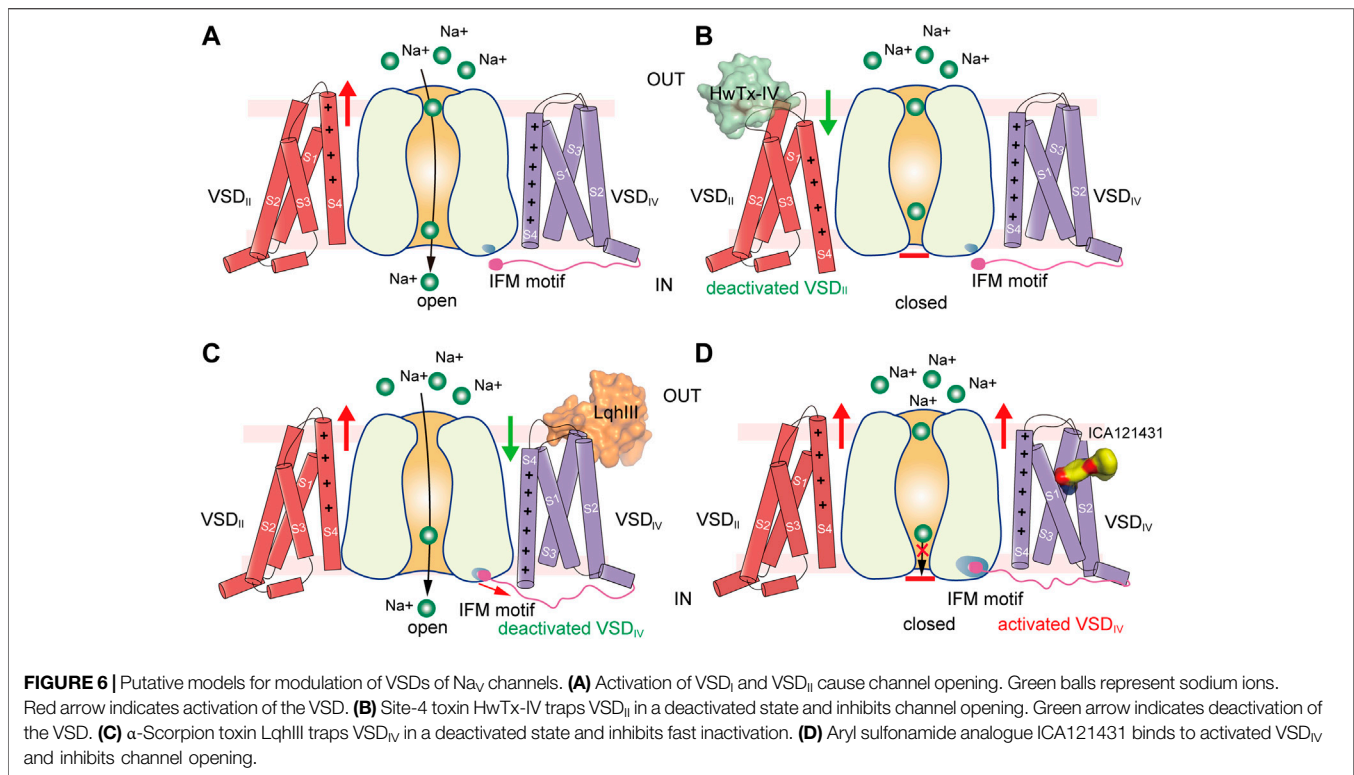 A
Na+
Na+
Na+
S1
S2
S3
S4
+
+
+
+
+
VSDII
Na+
open
IFM motif
+
+
+
+
+
+
+
S4
S3
S1
S2
VSDIV
B
OUT
HwTx-IV
Na+
Na+
Na+
S1
S2
S3
S4
+
+
+
+
VSDII
deactivated VSDII
closed
IFM motif
IN
+
+
+
+
+
+
+
S4
S3
S1
S2
VSDIV
C
Na+
Na+
Na+
S1
S2
S3
S4
+
+
+
+
+
VSDII
Na+
open
IFM motif
deactivated VSDIV
LqhIII
S4
+
+
+
+
+
+
S1
S2
S3
VSDIV
D
OUT
Na+
Na+
Na+
Na+
S1
S2
S3
S4
+
+
+
+
+
VSDII
IN
closed
IFM motif
activated VSDIV
ICA121431
+
+
+
+
+
+
S4
S1
S2
VSDIV
FIGURE 6 | Putative models for modulation of VSDs of NaV channels. (A) Activation of VSDI and VSDII cause channel opening. Green balls represent sodium ions.
Red arrow indicates activation of the VSD. (B) Site-4 toxin HwTx-IV traps VSDII in a deactivated state and inhibits channel opening. Green arrow indicates deactivation of
the VSD. (C) α-Scorpion toxin LqhIII traps VSDIV in a deactivated state and inhibits fast inactivation. (D) Aryl sulfonamide analogue ICA121431 binds to activated VSDIV
and inhibits channel opening.